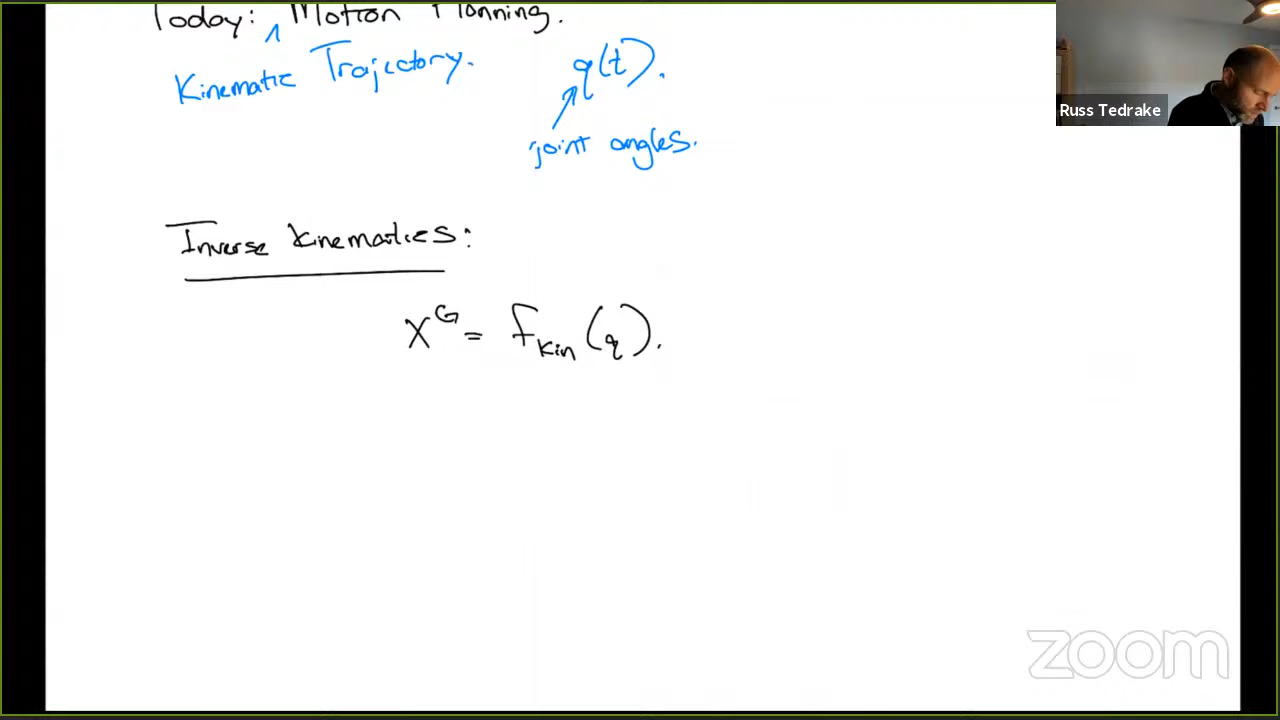 Today: ^ Motion Planning.
Kinematic Trajectory.
q(t).
joint angles.
Inverse Kinematics:
X^G = f_kin(q).
Russ Tedrake
zoom